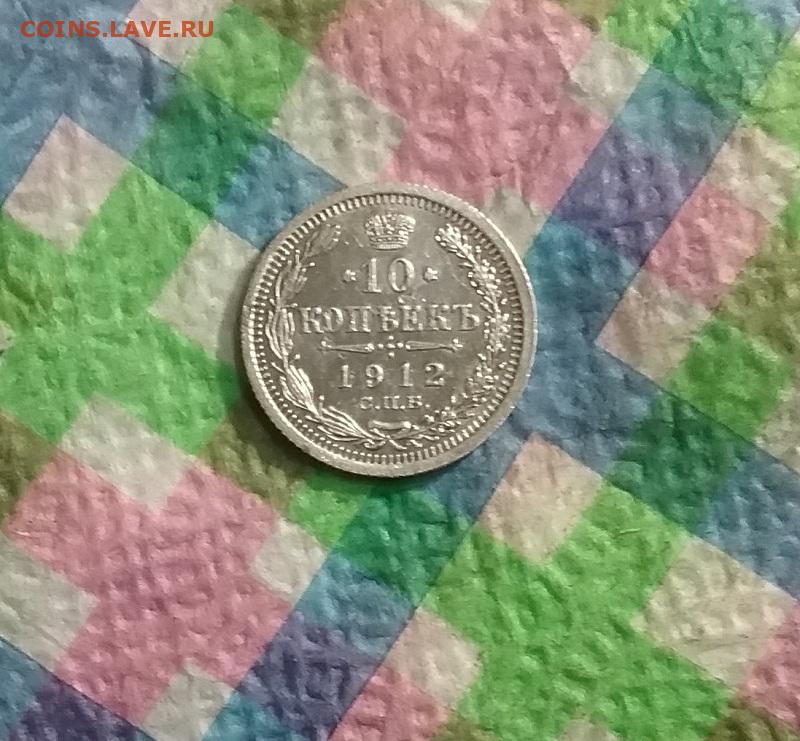 COINS.LAVE.RU
* 10 *
КОПѢЕКЪ
1912
С.П.Б